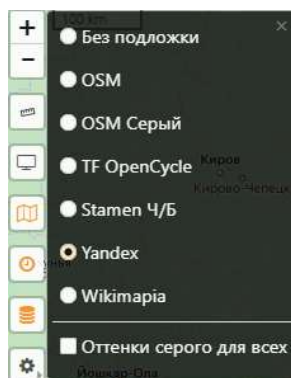 +
100 km
×
Без подложки
−
OSM
OSM Серый
TF OpenCycle
Киров
Кирово-Чепецк
Stamen Ч/Б
Yandex
Wikimapia
Оттенки серого для всех
Йошкар-Ола